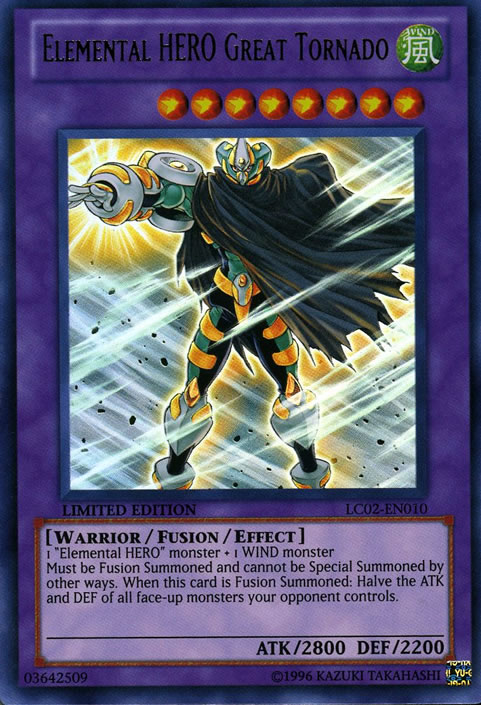 ELEMENTAL HERO GREAT TORNADO
WIND
風
LIMITED EDITION
LC02-EN010
[WARRIOR / FUSION / EFFECT]
1 "Elemental HERO" monster + 1 WIND monster
Must be Fusion Summoned and cannot be Special Summoned by
other ways. When this card is Fusion Summoned: Halve the ATK
and DEF of all face-up monsters your opponent controls.
ATK/2800 DEF/2200
03642509
©1996 KAZUKI TAKAHASHI